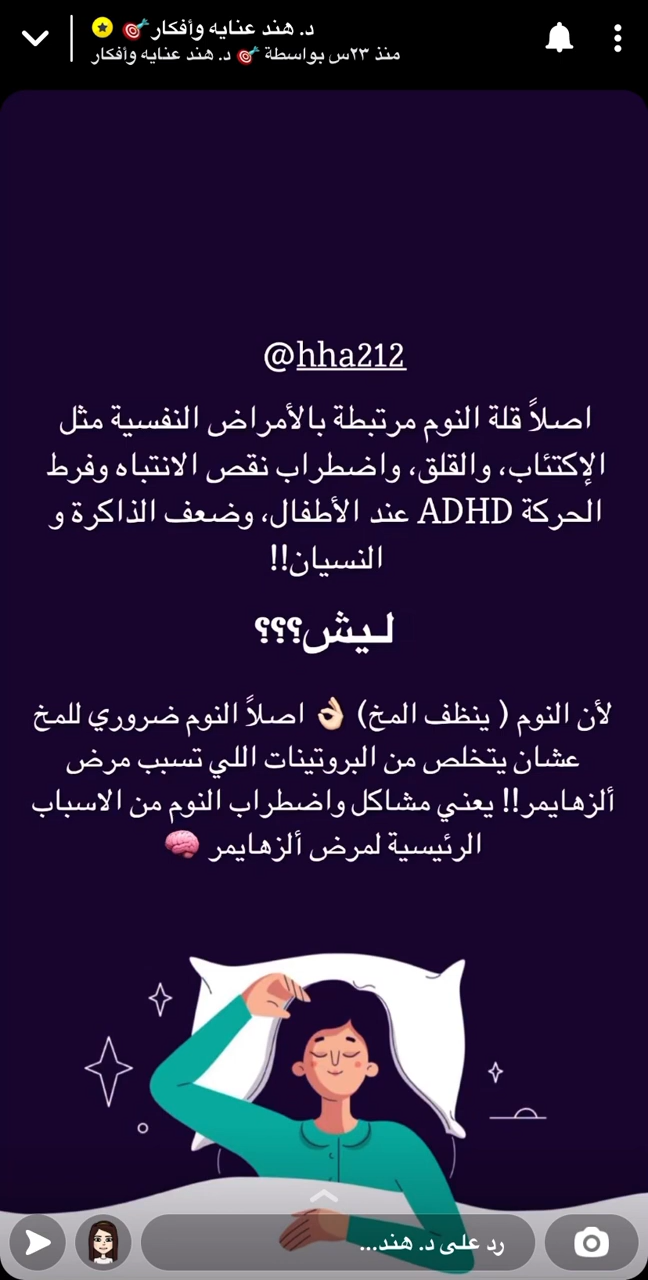 د. هند عنايه وأفكار🎯
منذ ٢٣س بواسطة 🎯 د. هند عنايه وأفكار
@hha212
اصلاً قلة النوم مرتبطة بالأمراض النفسية مثل
الإكتئاب، والقلق، واضطراب نقص الانتباه وفرط
الحركة ADHD عند الأطفال، وضعف الذاكرة و
النسيان!!
ليش؟؟؟
لأن النوم ( ينظف المخ) 👌🏻 اصلاً النوم ضروري للمخ
عشان يتخلص من البروتينات اللي تسبب مرض
ألزهايمر!! يعني مشاكل واضطراب النوم من الاسباب
الرئيسية لمرض ألزهايمر 🧠
رد على د. هند...